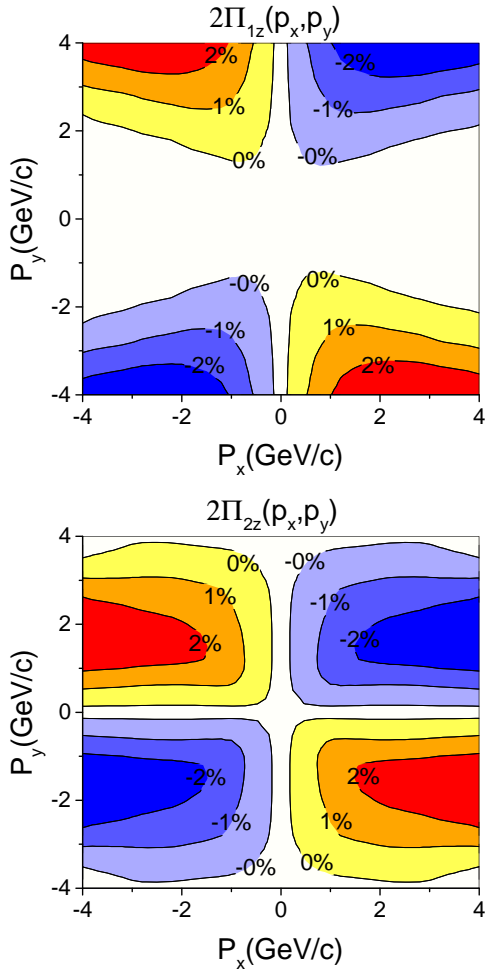 2Π1z(px,py)
4
2% -2%
1% -1%
2
0% -0%
0
-0% 0%
-2
-1% 1%
2% 2%
-4
-4 -2 0 2 4
Px(GeV/c)
Py(GeV/c)
2Π2z(px,py)
4
0% -0%
1% -1%
2
2% -2%
0
-2% 2%
-2
-1% 1%
-0% 0%
-4
-4 -2 0 2 4
Px(GeV/c)
Py(GeV/c)